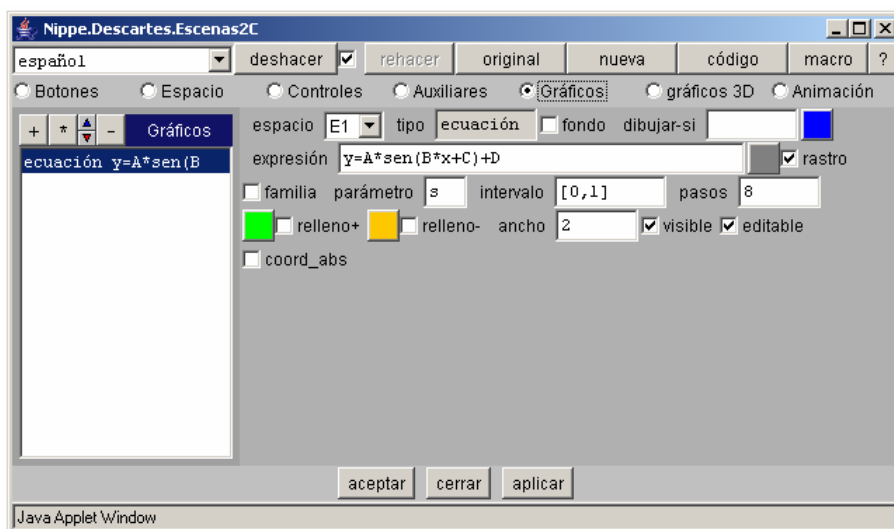 Nippe.Descartes.Escenas2C
español deshacer rehacer original nueva código macro ?
Botones Espacio Controles Auxiliares Gráficos gráficos 3D Animación
+ * - Gráficos espacio E1 tipo ecuación fondo dibujar-si
ecuación y=A*sen(B expresión y=A*sen(B*x+C)+D rastro
familia parámetro s intervalo [0,1] pasos 8
relleno+ relleno- ancho 2 visible editable
coord_abs
aceptar cerrar aplicar
Java Applet Window